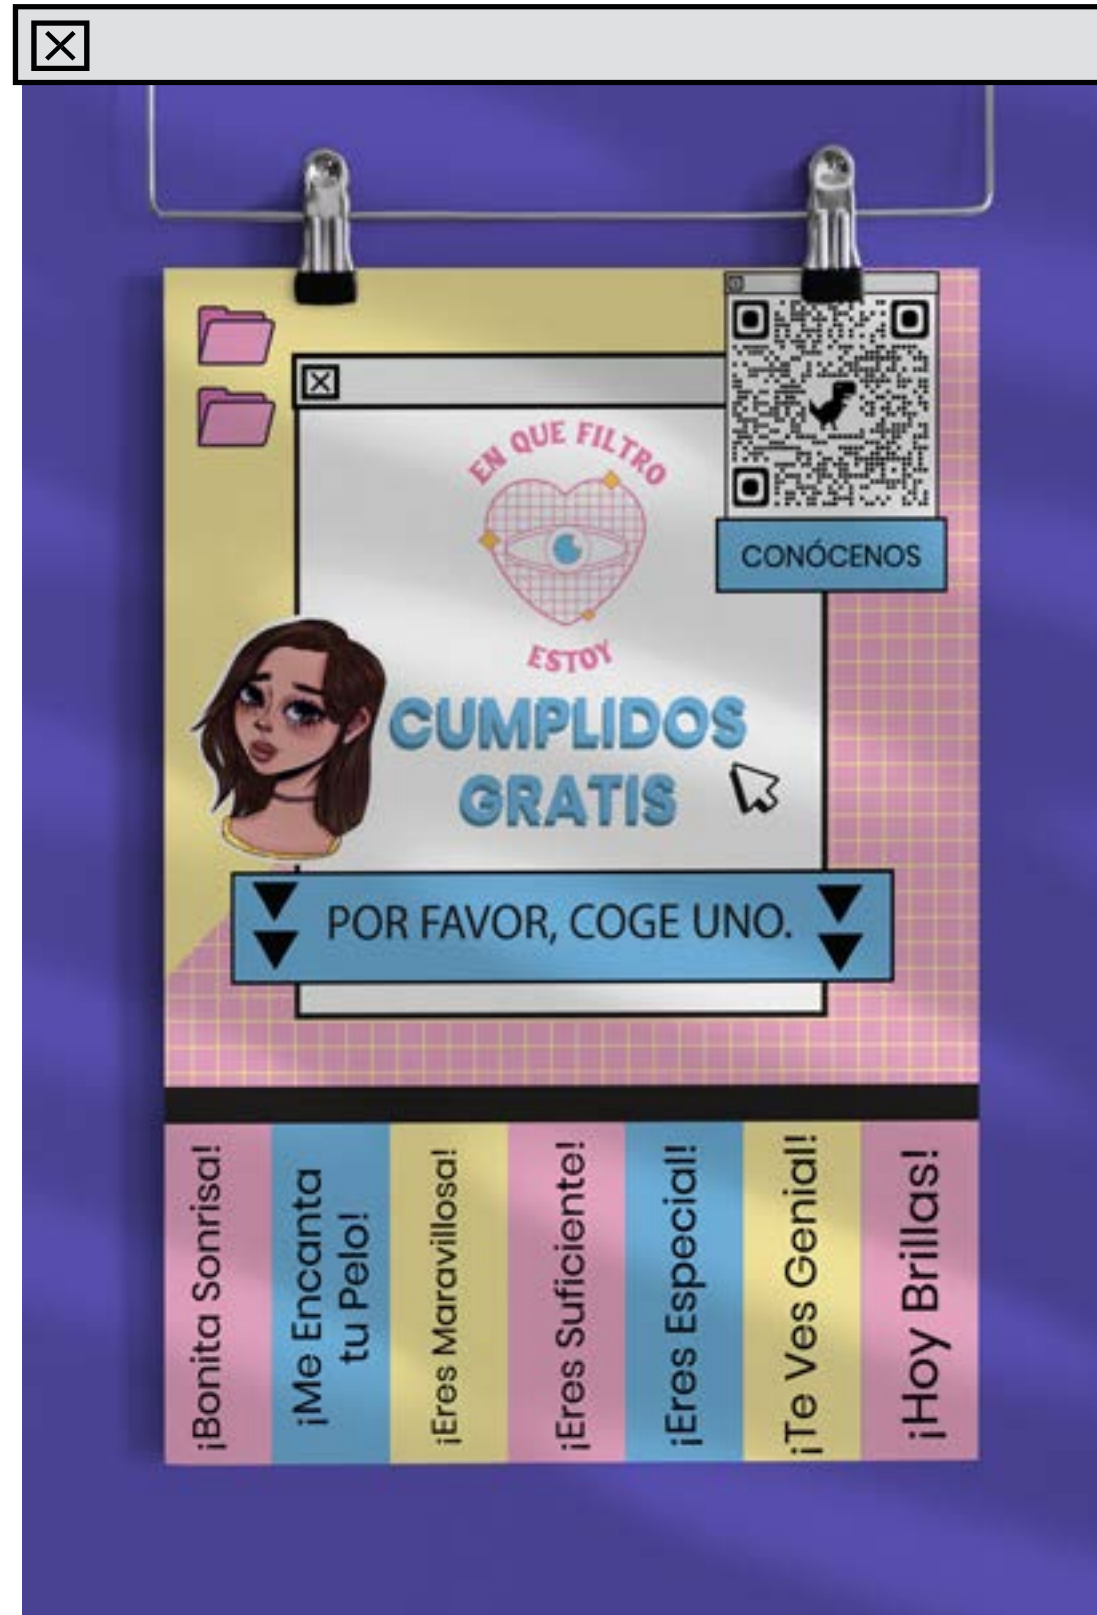 EN QUE FILTRO
ESTOY
CONÓCENOS
CUMPLIDOS
GRATIS
POR FAVOR, COGE UNO.
¡Bonita Sonrisa!
¡Me Encanta
tu Pelo!
¡Eres Maravillosa!
¡Eres Suficiente!
¡Eres Especial!
¡Te Ves Genial!
¡Hoy Brillas!